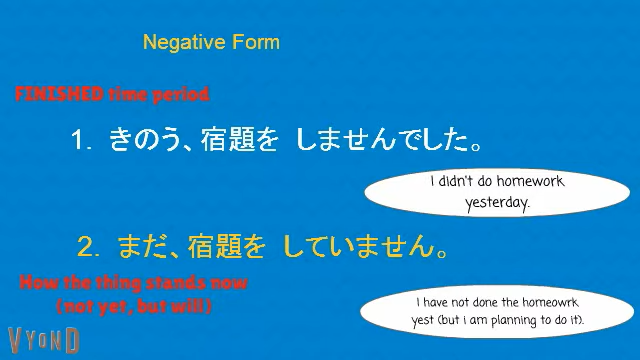 Negative Form
FINISHED time period
1. きのう、宿題を しませんでした。
I didn't do homework
yesterday.
2. まだ、宿題を していません。
How the thing stands now
(not yet, but will)
I have not done the homeowrk
yest (but i am planning to do it).
VYOND